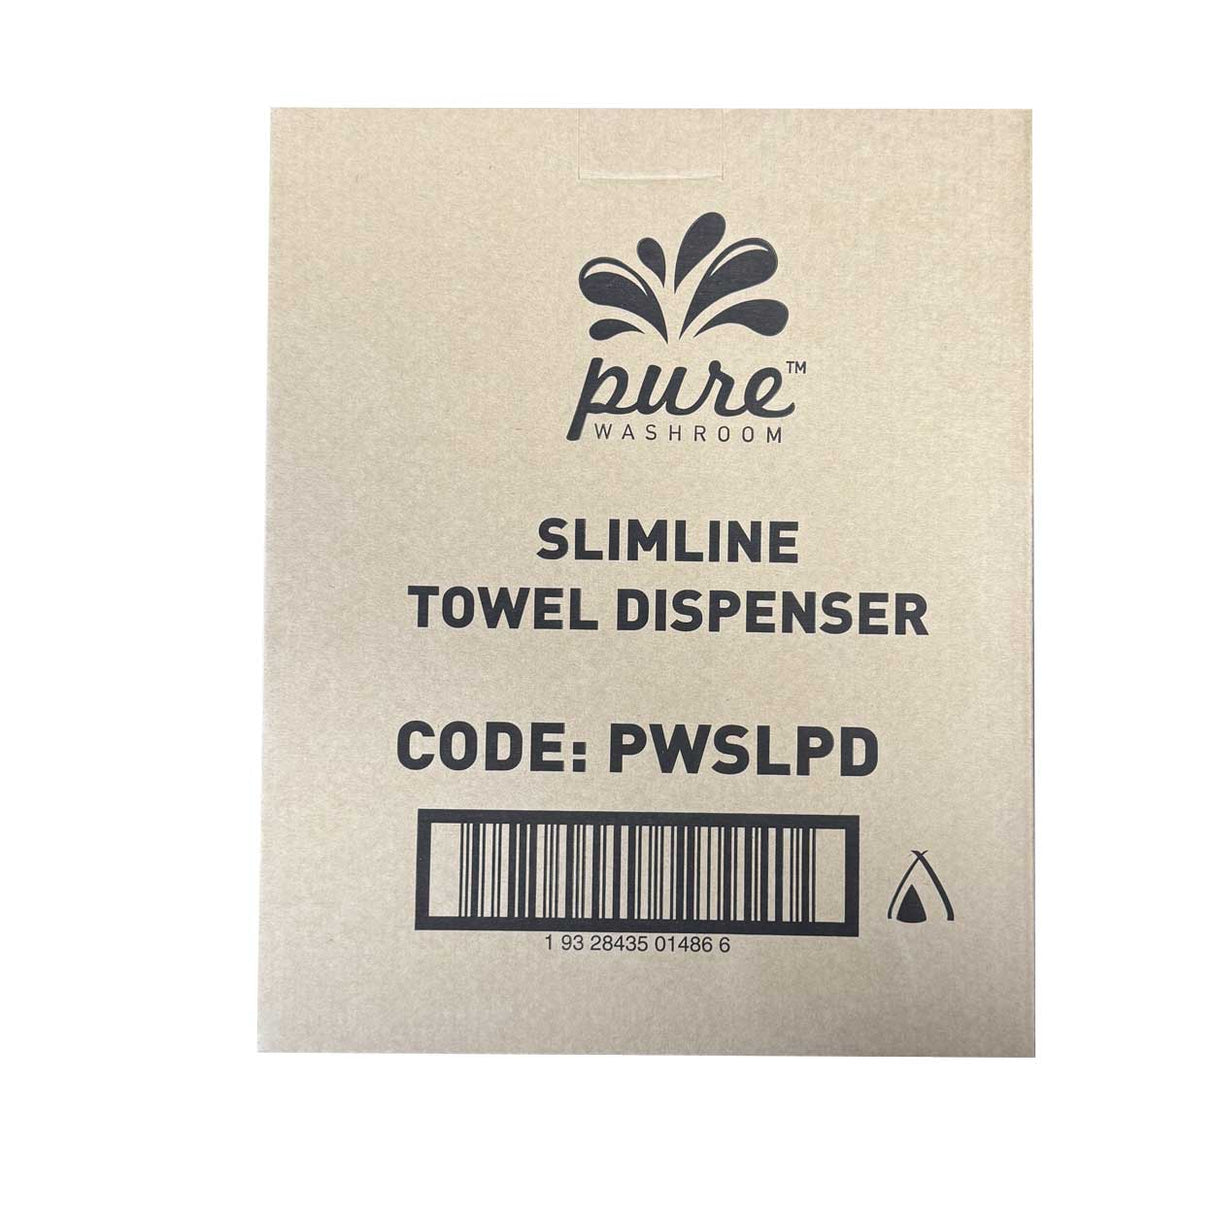 pure™
WASHROOM
SLIMLINE
TOWEL DISPENSER
CODE: PWSLPD
1 93 28435 01486 6